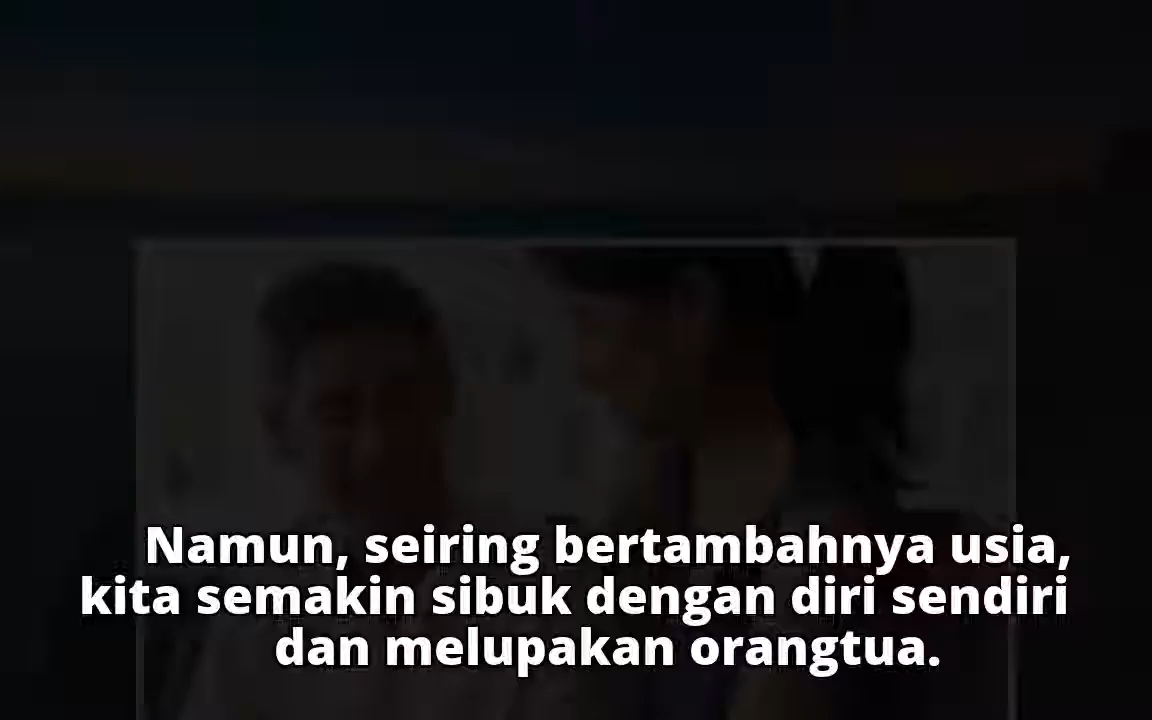 Namun, seiring bertambahnya usia,
kita semakin sibuk dengan diri sendiri
dan melupakan orangtua.